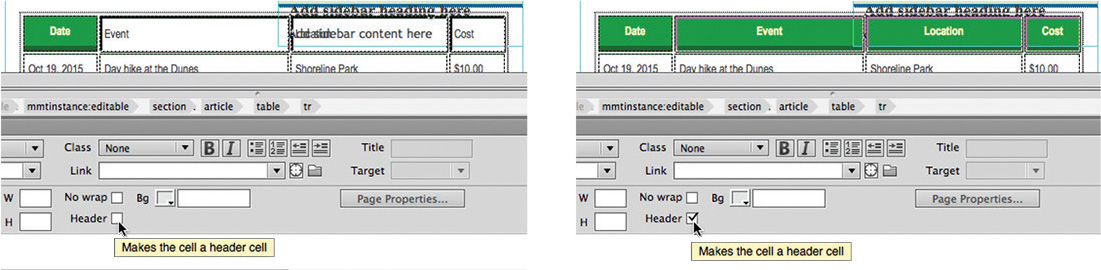 Add sidebar heading here
Date Event Add sidebar content here Cost
Oct 19, 2015 Day hike at the Dunes Shoreline Park $10.00
mmtinstance:editable section. article table tr
Class None B I Title
Link Target
W No wrap Bg Page Properties...
H Header
Makes the cell a header cell
Add sidebar heading here
Date Event Location Cost
Oct 19, 2015 Day hike at the Dunes Shoreline Park $10.00
mmtinstance:editable section. article table tr
Class None B I Title
Link Target
W No wrap Bg Page Properties...
H Header
Makes the cell a header cell